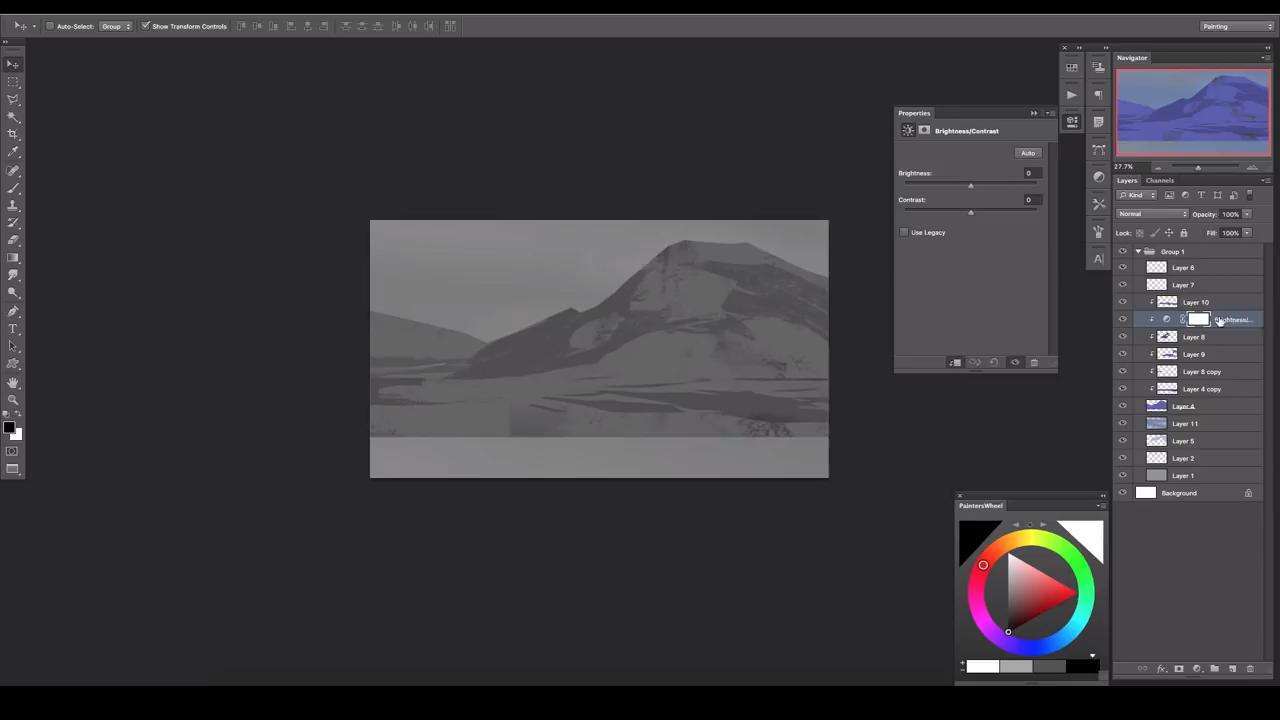 Auto-Select: Group Show Transform Controls Painting
Navigator
27.7%
Properties
Brightness/Contrast
Auto
Brightness: 0
Contrast: 0
Use Legacy
Layers Channels
Kind
Normal Opacity: 100%
Lock: Fill: 100%
Group 1
Layer 6
Layer 7
Layer 10
Brightness/...
Layer 8
Layer 9
Layer 8 copy
Layer 4 copy
Layer 4
Layer 11
Layer 5
Layer 2
Layer 1
Background
PaintersWheel